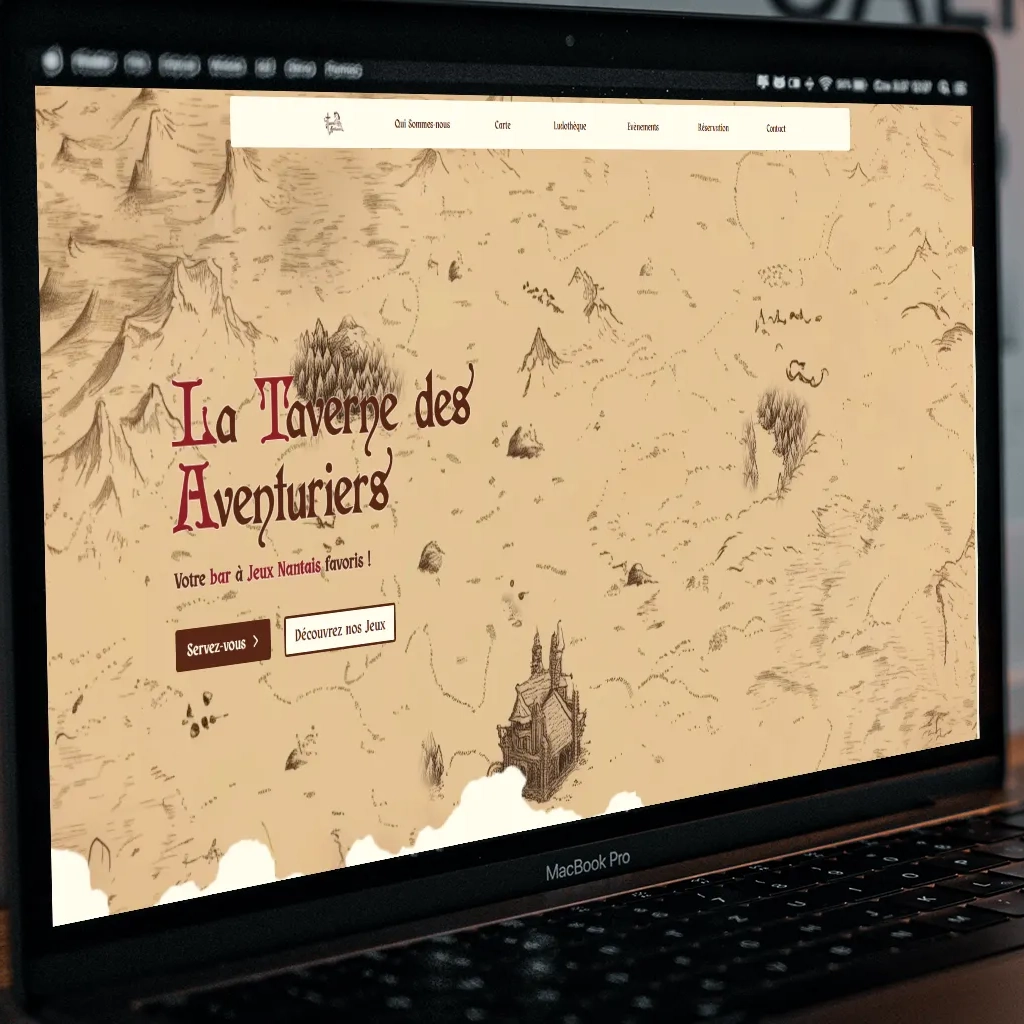 Qui Sommes-nous
Carte
Ludothèque
Evènements
Réservation
Contact
La Taverne des
Aventuriers
Votre bar à Jeux Nantais favoris !
Servez-vous
Découvrez nos Jeux
MacBook Pro